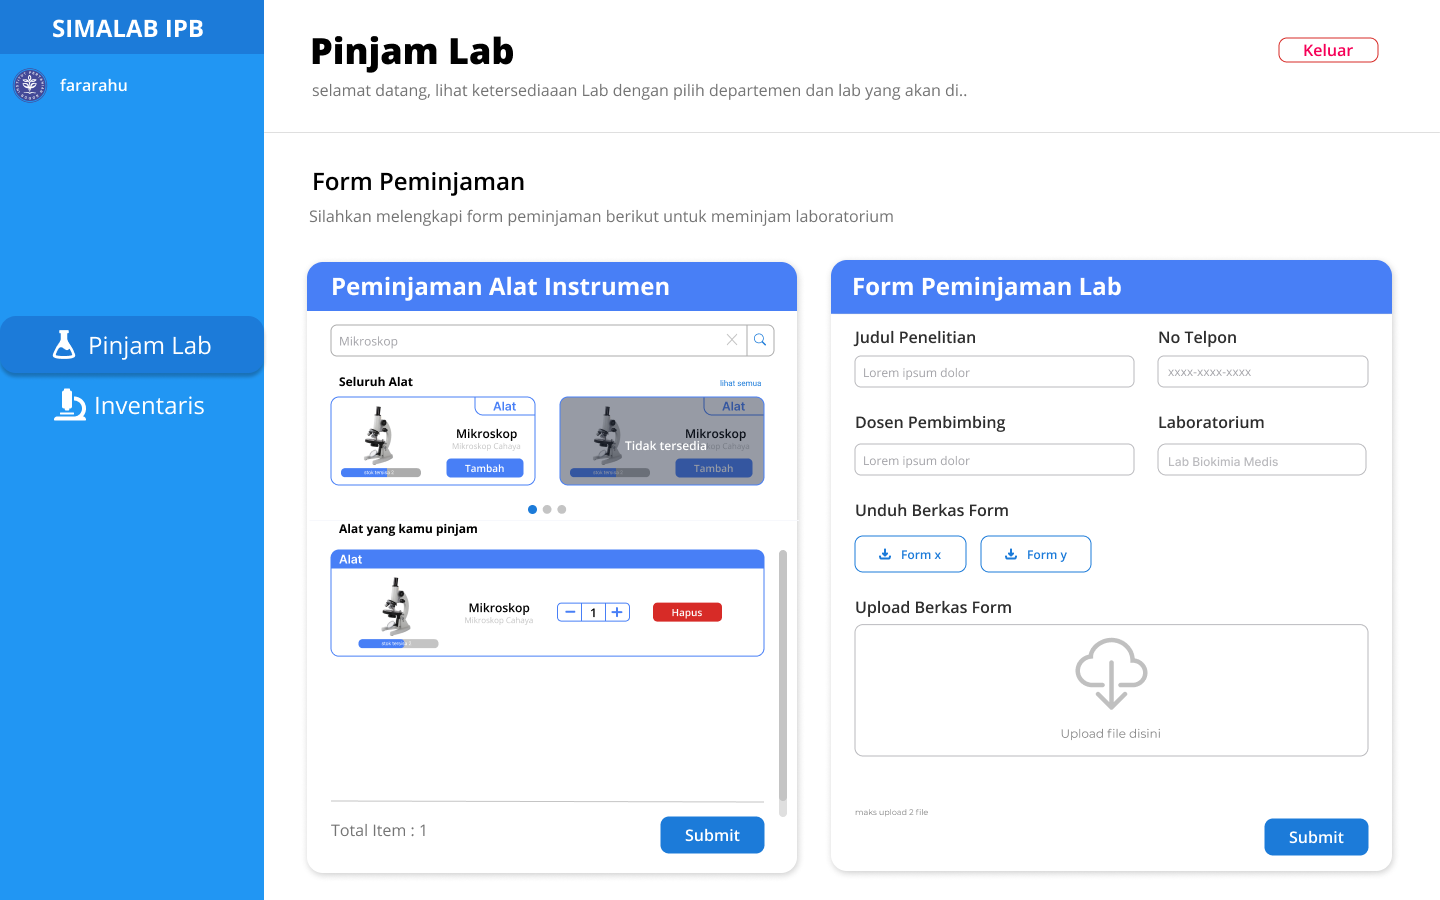 SIMALAB IPB
fararahu
Pinjam Lab
Inventaris
Pinjam Lab
Keluar
selamat datang, lihat ketersediaaan Lab dengan pilih departemen dan lab yang akan di..
Form Peminjaman
Silahkan melengkapi form peminjaman berikut untuk meminjam laboratorium
Peminjaman Alat Instrumen
Mikroskop
Seluruh Alat
lihat semua
Alat
Mikroskop
Mikroskop Cahaya
Tambah
Alat
Mikroskop
Tidak tersedia
Tambah
Alat yang kamu pinjam
Alat
Mikroskop
Mikroskop Cahaya
1
Hapus
Total Item : 1
Submit
Form Peminjaman Lab
Judul Penelitian
No Telpon
Lorem ipsum dolor
xxxx-xxxx-xxxx
Dosen Pembimbing
Laboratorium
Lorem ipsum dolor
Lab Biokimia Medis
Unduh Berkas Form
Form x
Form y
Upload Berkas Form
Upload file disini
maks upload 2 file
Submit